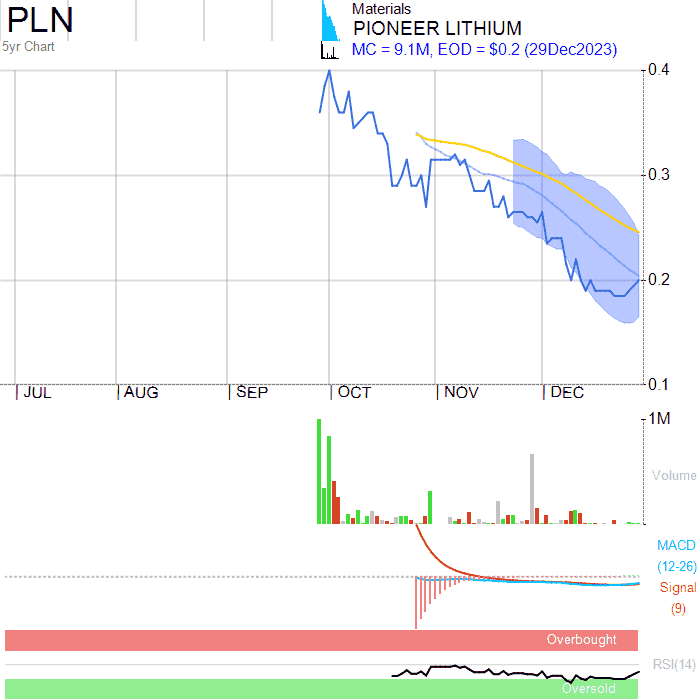 PLN
5yr Chart
Materials
PIONEER LITHIUM
MC = 9.1M, EOD = $0.2 (29Dec2023)
0.4
0.3
0.2
0.1
JUL AUG SEP OCT NOV DEC
1M
Volume
MACD
(12-26)
Signal
(9)
Overbought
RSI(14)
Oversold